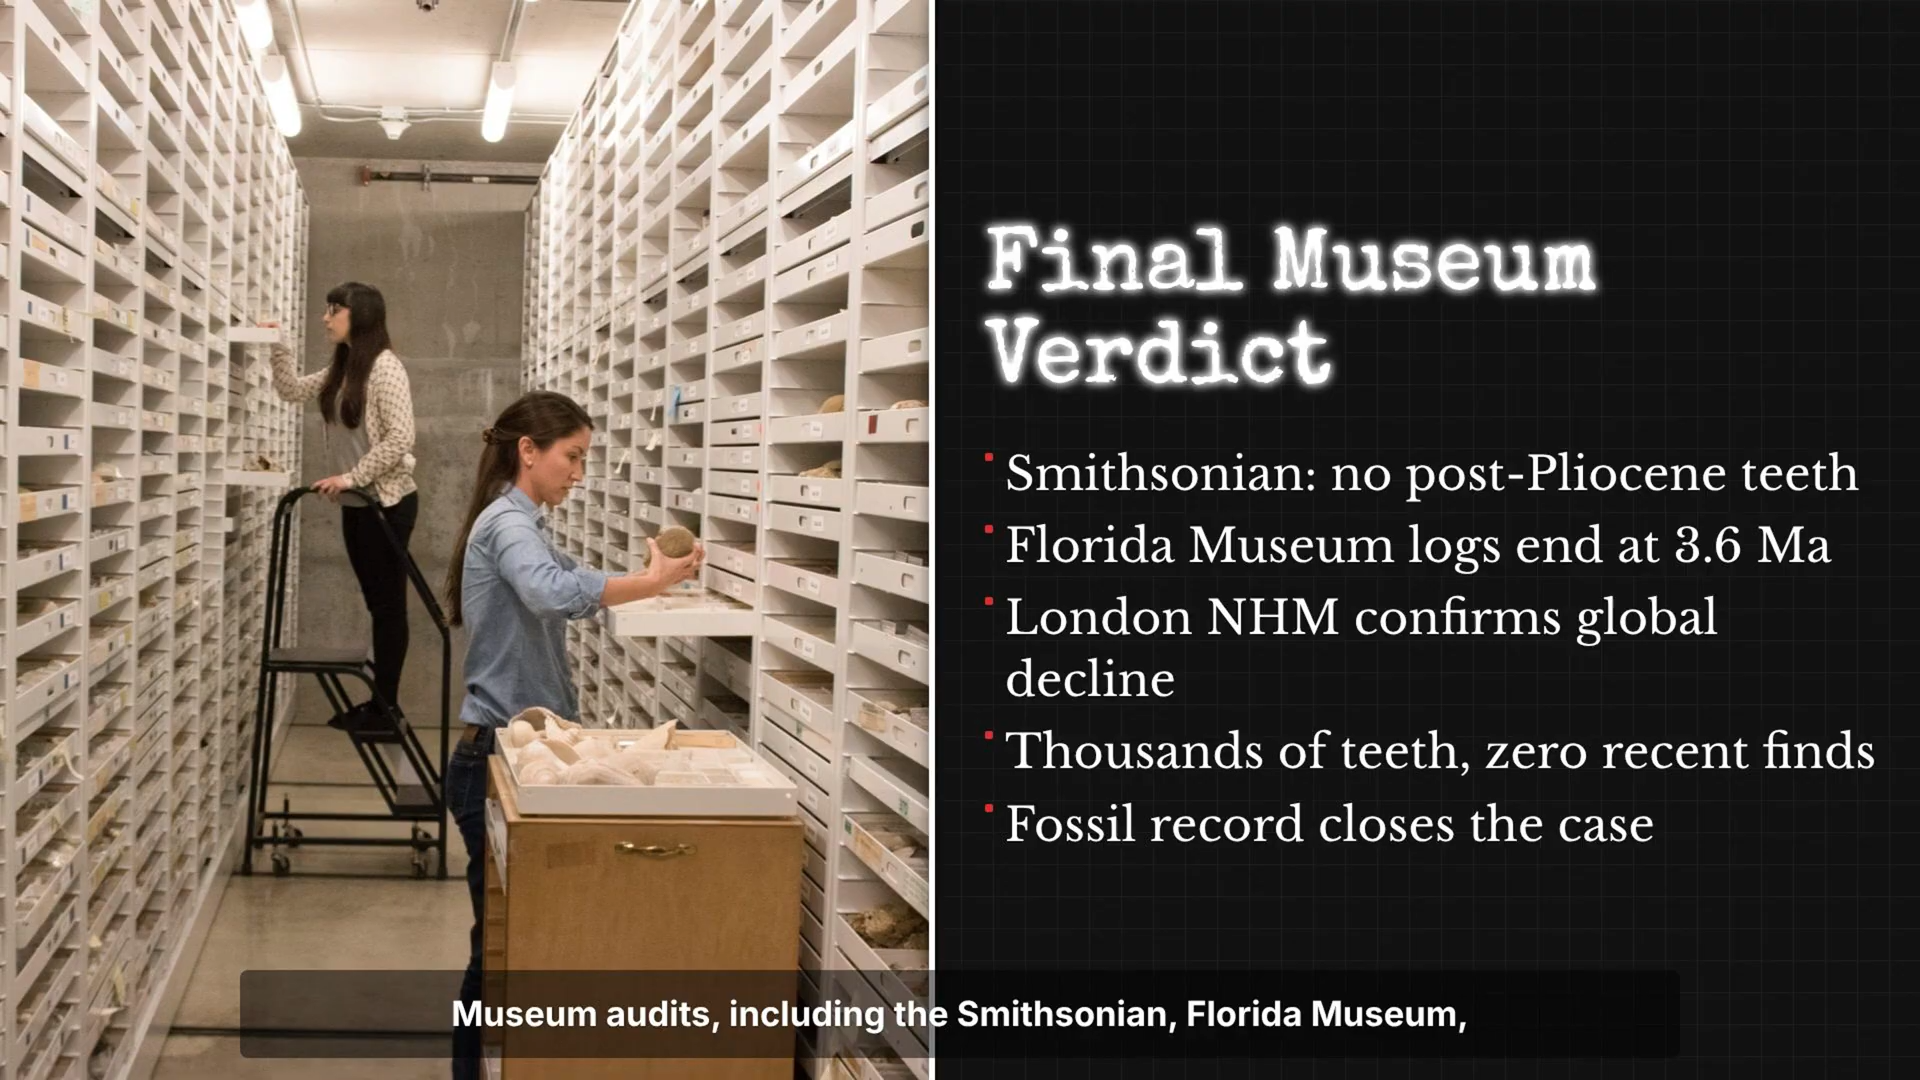 Final Museum
Verdict
Smithsonian: no post-Pliocene teeth
Florida Museum logs end at 3.6 Ma
London NHM confirms global
decline
Thousands of teeth, zero recent finds
Fossil record closes the case
Museum audits, including the Smithsonian, Florida Museum,